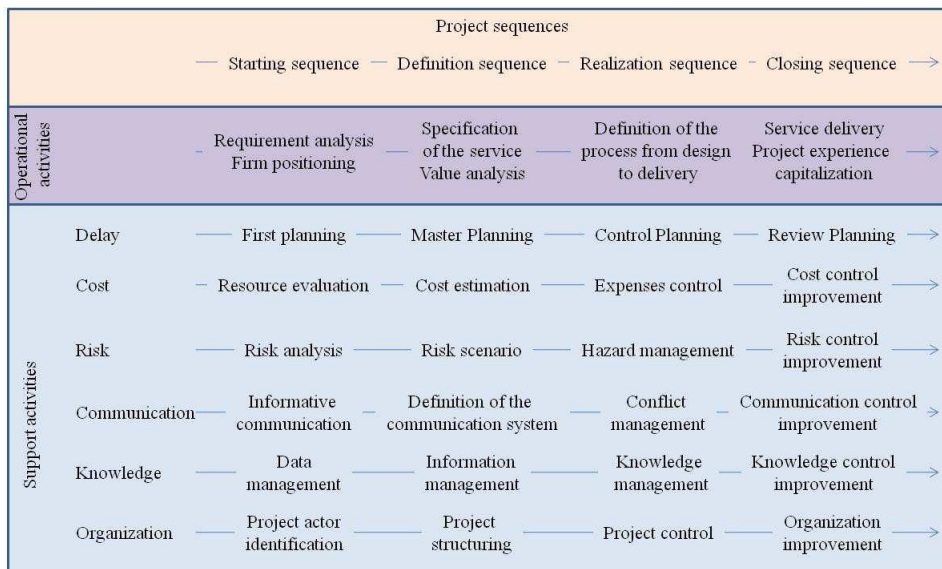 Project sequences
Starting sequence
Definition sequence
Realization sequence
Closing sequence
Operational
activities
Requirement analysis
Firm positioning
Specification
of the service
Value analysis
Definition of the
process from design
to delivery
Service delivery
Project experience
capitalization
Support activities
Delay
First planning
Master Planning
Control Planning
Review Planning
Cost
Resource evaluation
Cost estimation
Expenses control
Cost control
improvement
Risk
Risk analysis
Risk scenario
Hazard management
Risk control
improvement
Communication
Informative
communication
Definition of the
communication system
Conflict
management
Communication control
improvement
Knowledge
Data
management
Information
management
Knowledge
management
Knowledge control
improvement
Organization
Project actor
identification
Project
structuring
Project control
Organization
improvement